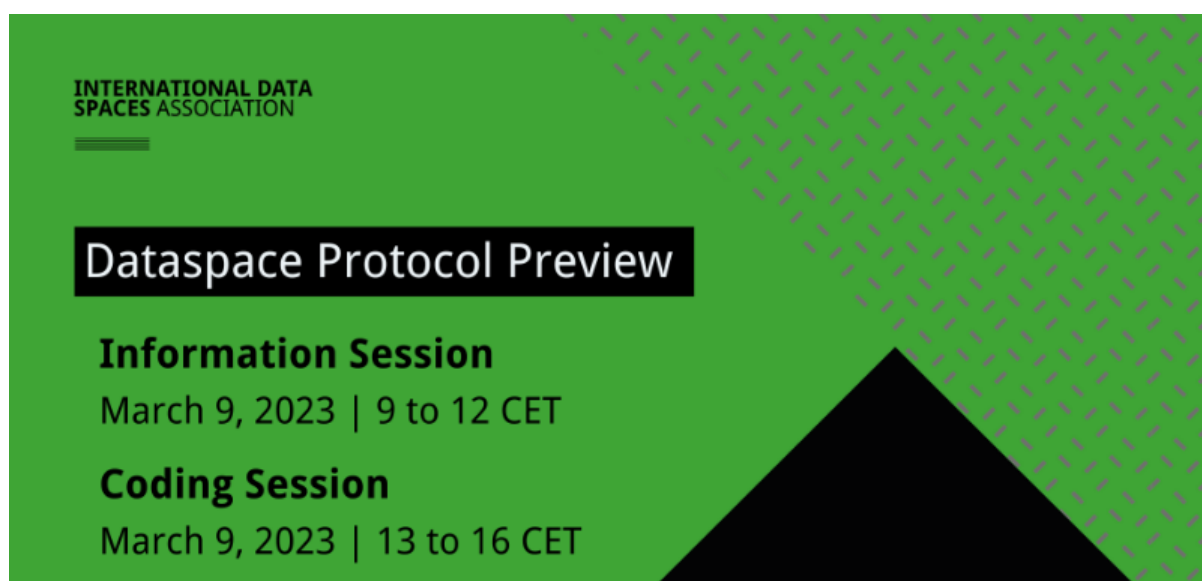 INTERNATIONAL DATA
SPACES ASSOCIATION
Dataspace Protocol Preview
Information Session
March 9, 2023 | 9 to 12 CET
Coding Session
March 9, 2023 | 13 to 16 CET